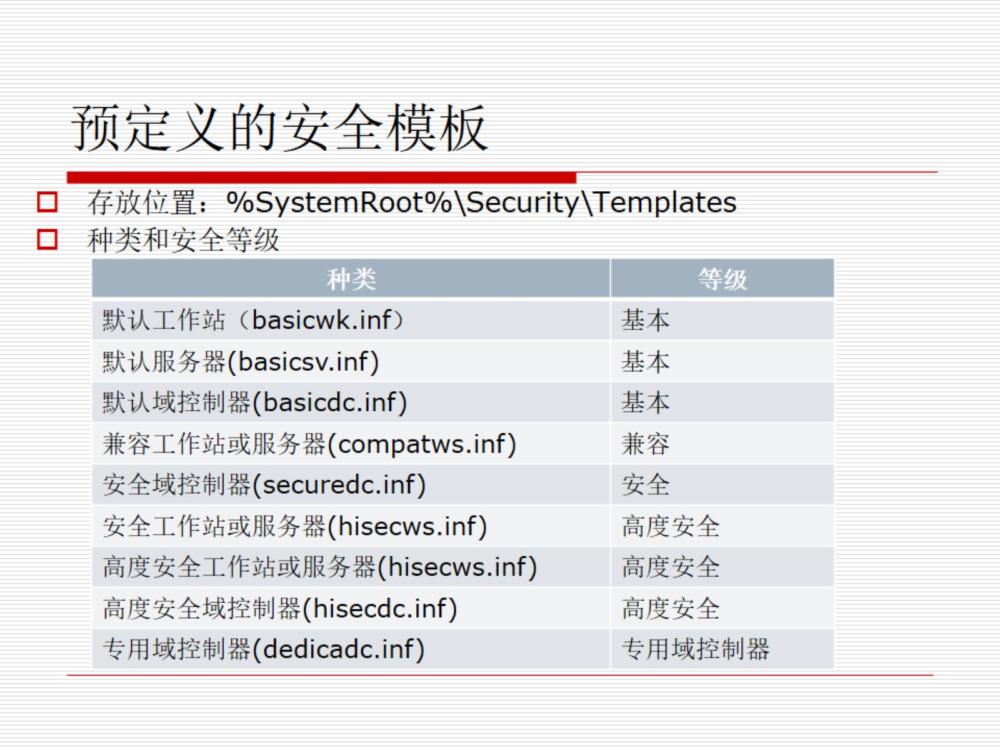 预定义的安全模板
存放位置：%SystemRoot%\Security\Templates
种类和安全等级
种类 等级
默认工作站（basicwk.inf） 基本
默认服务器(basicsv.inf) 基本
默认域控制器(basicdc.inf) 基本
兼容工作站或服务器(compatws.inf) 兼容
安全域控制器(securedc.inf) 安全
安全工作站或服务器(hisecws.inf) 高度安全
高度安全工作站或服务器(hisecws.inf) 高度安全
高度安全域控制器(hisecdc.inf) 高度安全
专用域控制器(dedicadc.inf) 专用域控制器